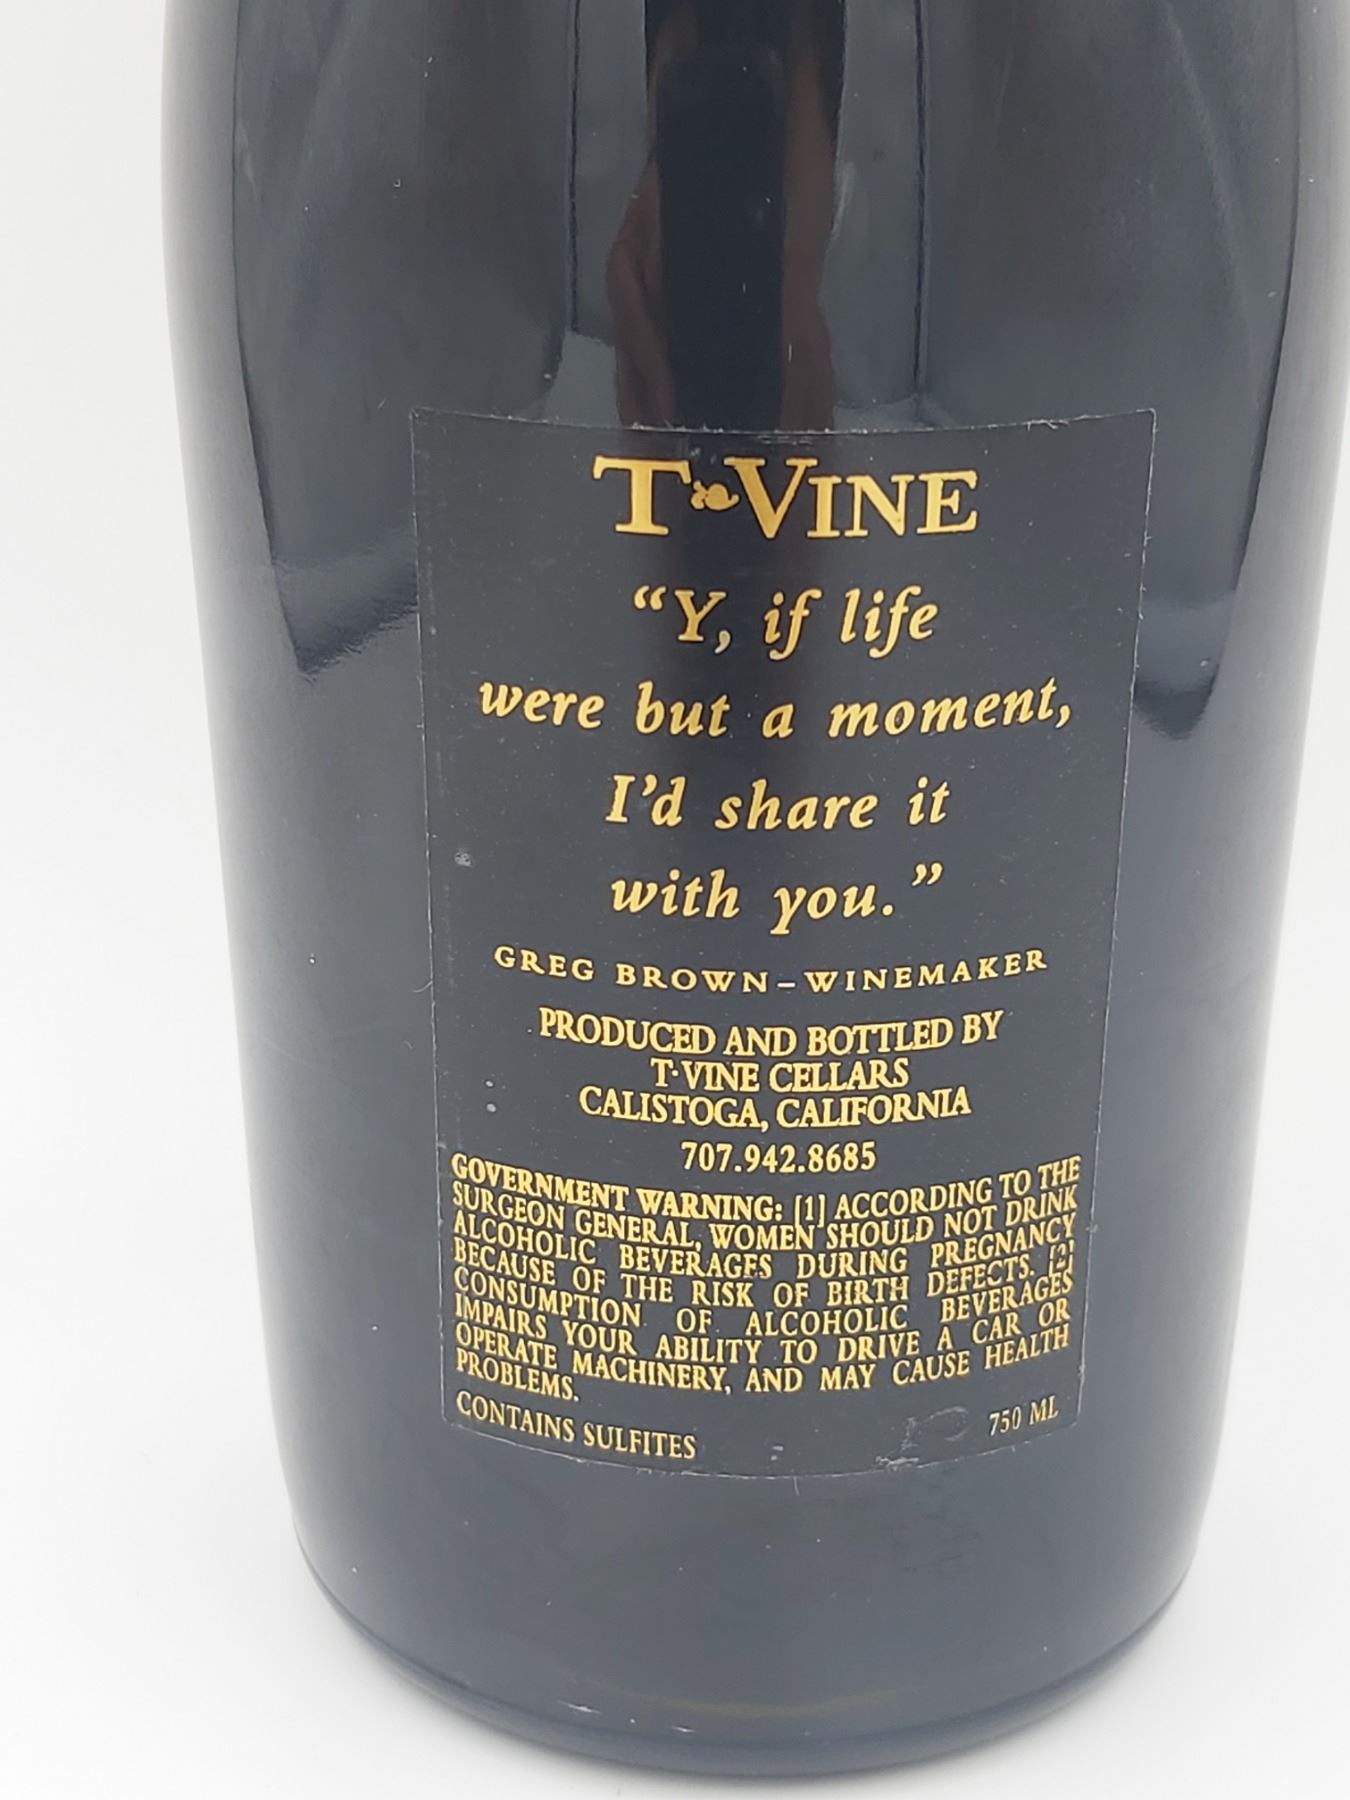 T❧VINE
“Y, if life
were but a moment,
I’d share it
with you.”
GREG BROWN–WINEMAKER
PRODUCED AND BOTTLED BY
T·VINE CELLARS
CALISTOGA, CALIFORNIA
707.942.8685
GOVERNMENT WARNING: [1] ACCORDING TO THE
SURGEON GENERAL, WOMEN SHOULD NOT DRINK
ALCOHOLIC BEVERAGES DURING PREGNANCY
BECAUSE OF THE RISK OF BIRTH DEFECTS. [2]
CONSUMPTION OF ALCOHOLIC BEVERAGES
IMPAIRS YOUR ABILITY TO DRIVE A CAR OR
OPERATE MACHINERY, AND MAY CAUSE HEALTH
PROBLEMS.
CONTAINS SULFITES 750 ML